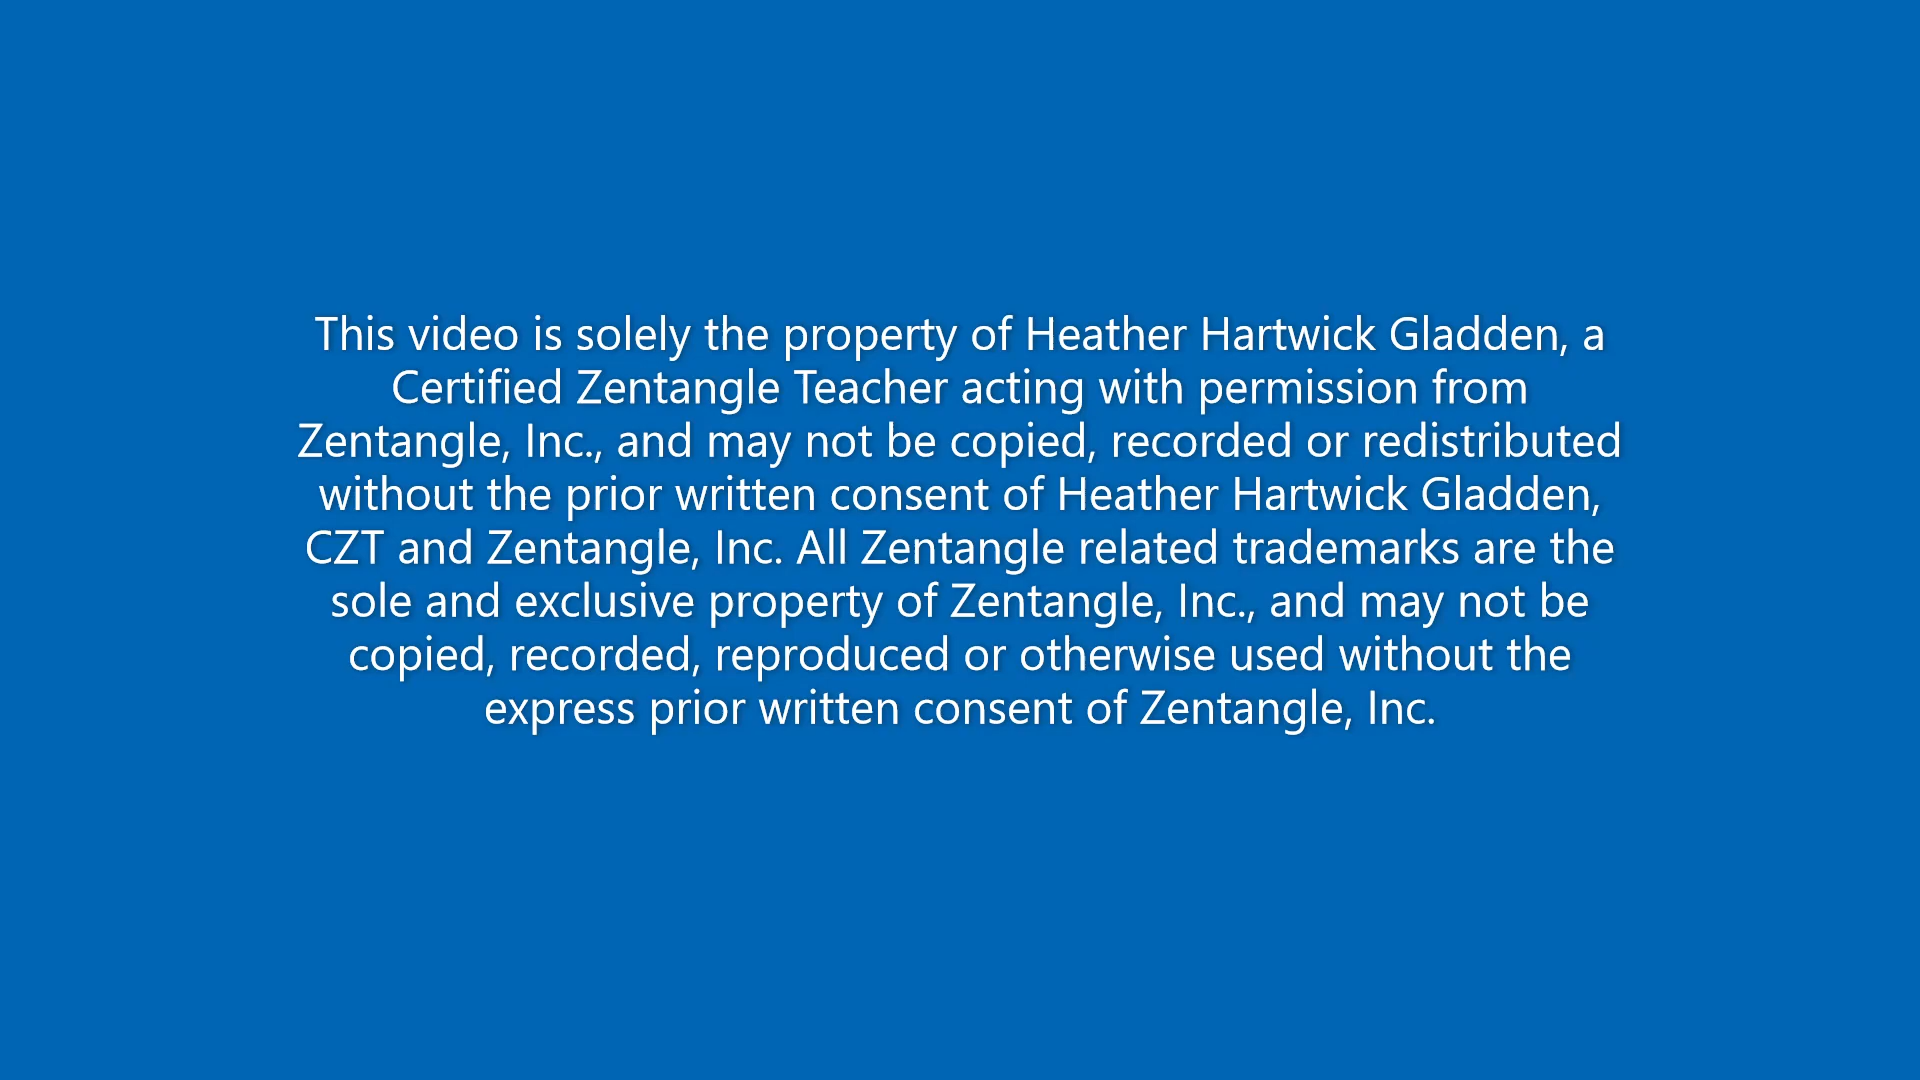 This video is solely the property of Heather Hartwick Gladden, a
Certified Zentangle Teacher acting with permission from
Zentangle, Inc., and may not be copied, recorded or redistributed
without the prior written consent of Heather Hartwick Gladden,
CZT and Zentangle, Inc. All Zentangle related trademarks are the
sole and exclusive property of Zentangle, Inc., and may not be
copied, recorded, reproduced or otherwise used without the
express prior written consent of Zentangle, Inc.